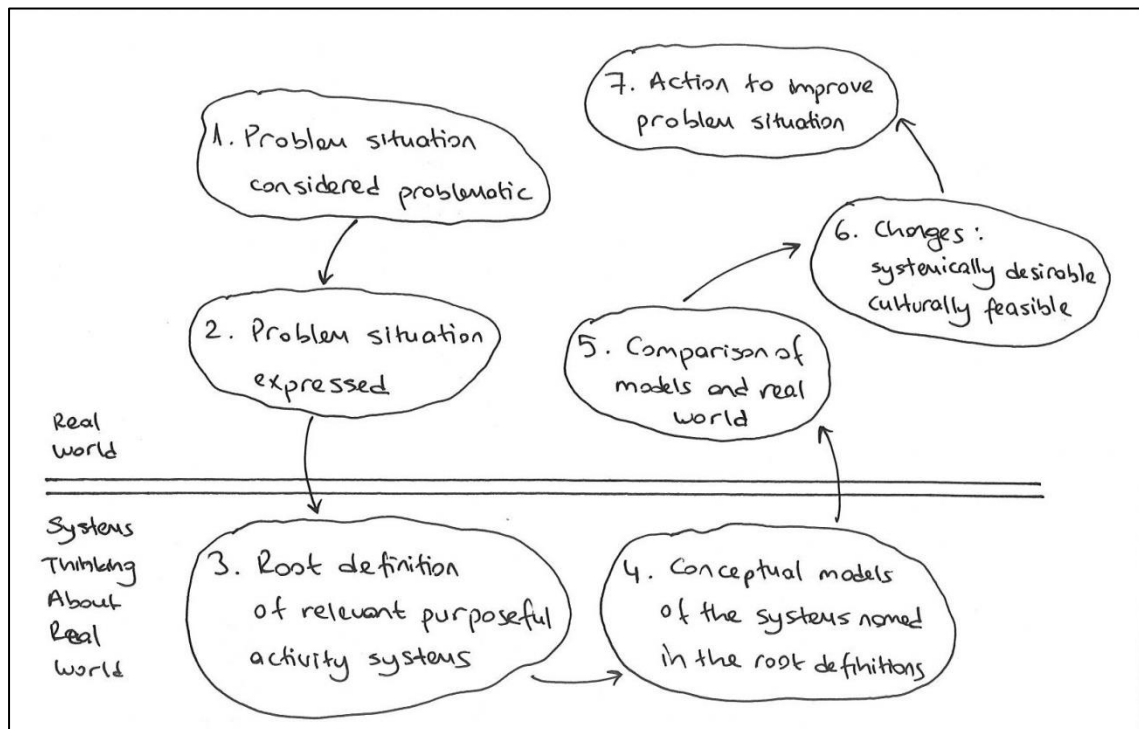 1. Problem situation
considered problematic
2. Problem situation
expressed
Real
World
Systems
Thinking
About
Real
World
3. Root definition
of relevant purposeful
activity systems
4. Conceptual models
of the systems named
in the root definitions
5. Comparison of
models and real
world
6. Changes:
systemically desirable
culturally feasible
7. Action to improve
problem situation